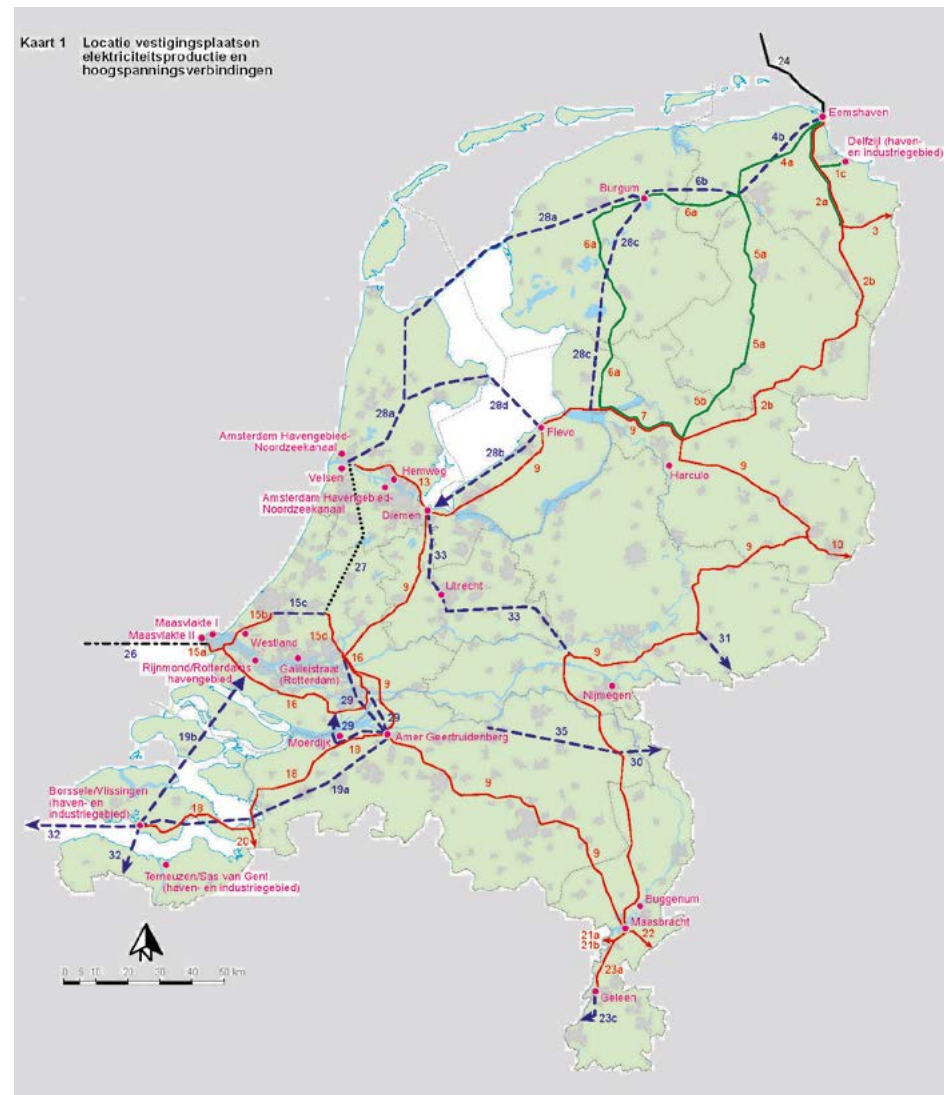 Kaart 1 Locatie vestigingsplaatsen
elektriciteitsproductie en
hoogspanningsverbindingen
24
Eemshaven
4b
Delfzijl (haven-
en industriegebied)
4a
1c
6b
Burgum
6a
2a
28a
3
6a
28c
5a
2b
28c
5a
6a
28d
5b
2b
28a
7
Flevo
9
Amsterdam Havengebied-
Noordzeekanaal
28b
9
Harculo
9
Velsen
Hemweg
13
Amsterdam Havengebied-
Noordzeekanaal
Diemen
10
9
33
27
9
Utrecht
15c
33
15b
Maasvlakte I
Maasvlakte II
Westland
15c
31
15a
26
16
9
Rijnmond/Rotterdams
havengebied
Galileistraat
(Rotterdam)
9
Nijmegen
16
29
29
29
35
19b
Moerdijk
18
Amer Geertruidenberg
30
18
9
19a
Borssele/Vlissingen
(haven- en
industriegebied)
18
32
20
32
9
Terneuzen/Sas van Gent
(haven- en industriegebied)
Buggenum
Maasbracht
21a
21b
22
0 5 10 20 30 40 50 km
23a
Geleen
23c